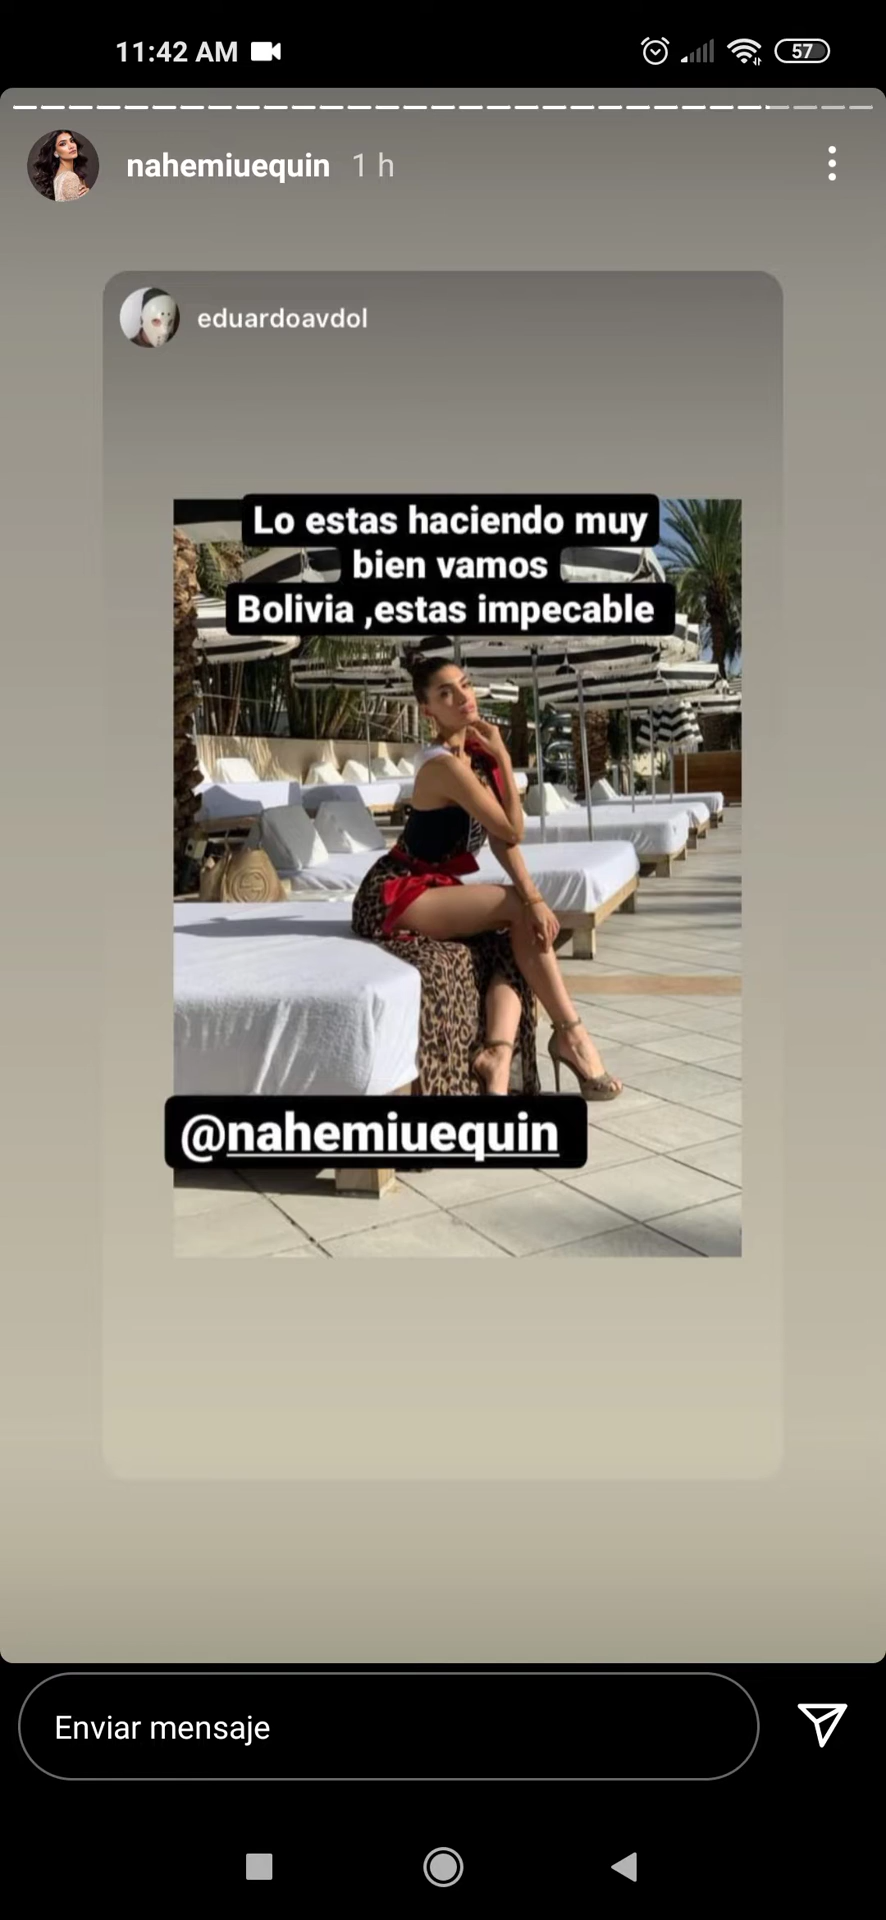 11:42 AM
57
nahemiuequin 1 h
eduardoavdol
Lo estas haciendo muy
bien vamos
Bolivia ,estas impecable
@nahemiuequin
Enviar mensaje